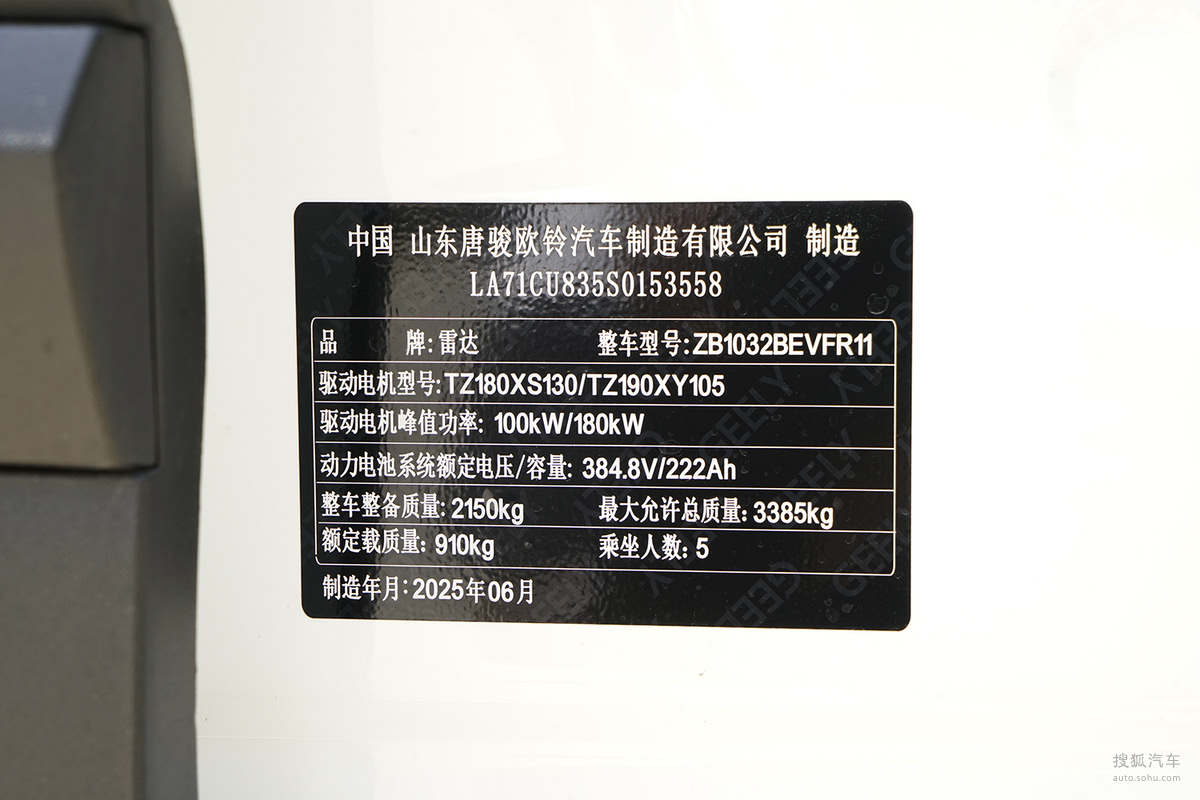 中国 山东唐骏欧铃汽车制造有限公司 制造
LA71CU835S0153558
品 牌: 雷达 整车型号: ZB1032BEVFR11
驱动电机型号: TZ180XS130/TZ190XY105
驱动电机峰值功率: 100kW/180kW
动力电池系统额定电压/容量: 384.8V/222Ah
整车整备质量: 2150kg 最大允许总质量: 3385kg
额定载质量: 910kg 乘坐人数: 5
制造年月: 2025年06月
搜狐汽车
auto.sohu.com